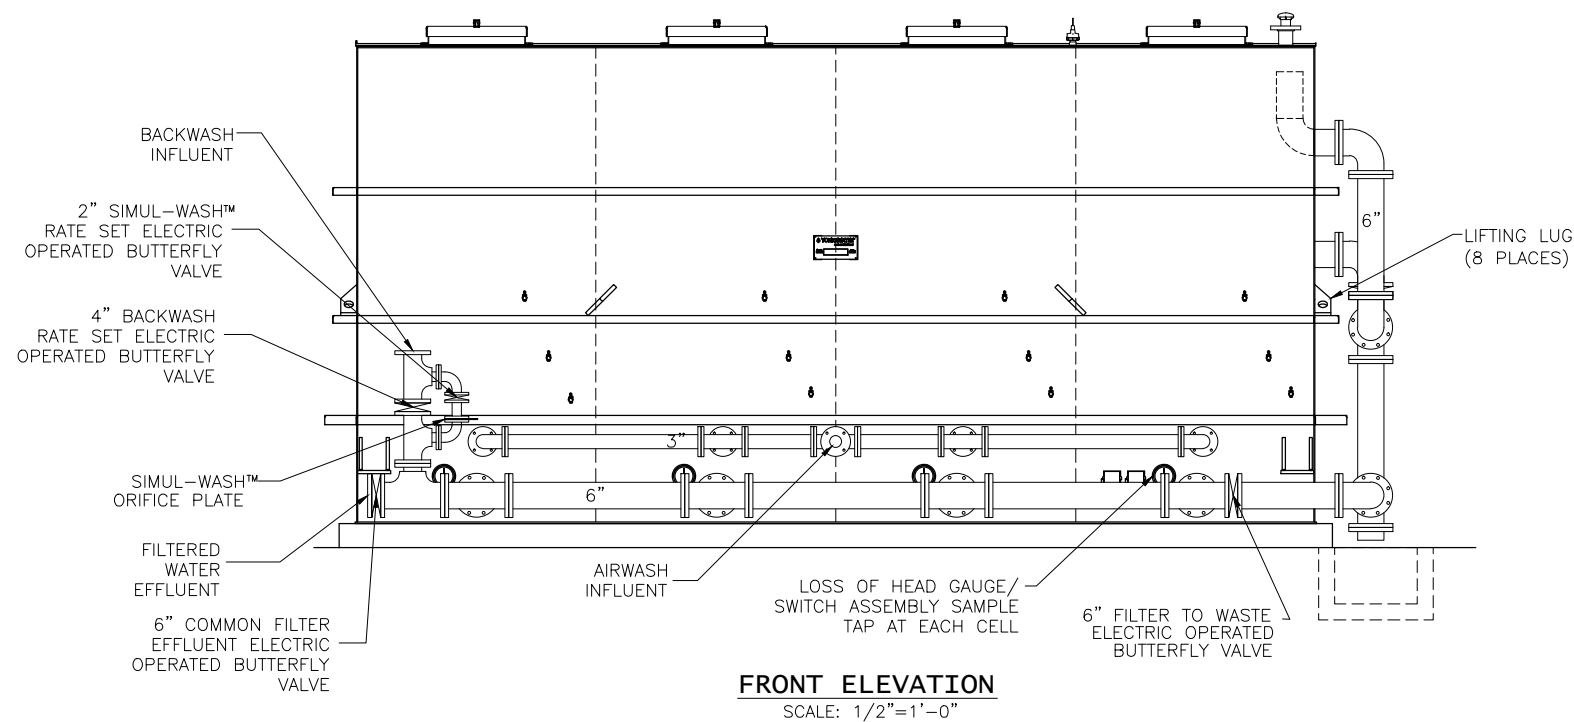 BACKWASH
INFLUENT
2” SIMUL-WASH™
RATE SET ELECTRIC
OPERATED BUTTERFLY
VALVE
4” BACKWASH
RATE SET ELECTRIC
OPERATED BUTTERFLY
VALVE
SIMUL-WASH™
ORIFICE PLATE
FILTERED
WATER
EFFLUENT
6” COMMON FILTER
EFFLUENT ELECTRIC
OPERATED BUTTERFLY
VALVE
3”
6”
6”
LIFTING LUG
(8 PLACES)
AIRWASH
INFLUENT
LOSS OF HEAD GAUGE/
SWITCH ASSEMBLY SAMPLE
TAP AT EACH CELL
6” FILTER TO WASTE
ELECTRIC OPERATED
BUTTERFLY VALVE
FRONT ELEVATION
SCALE: 1/2”=1’-0”